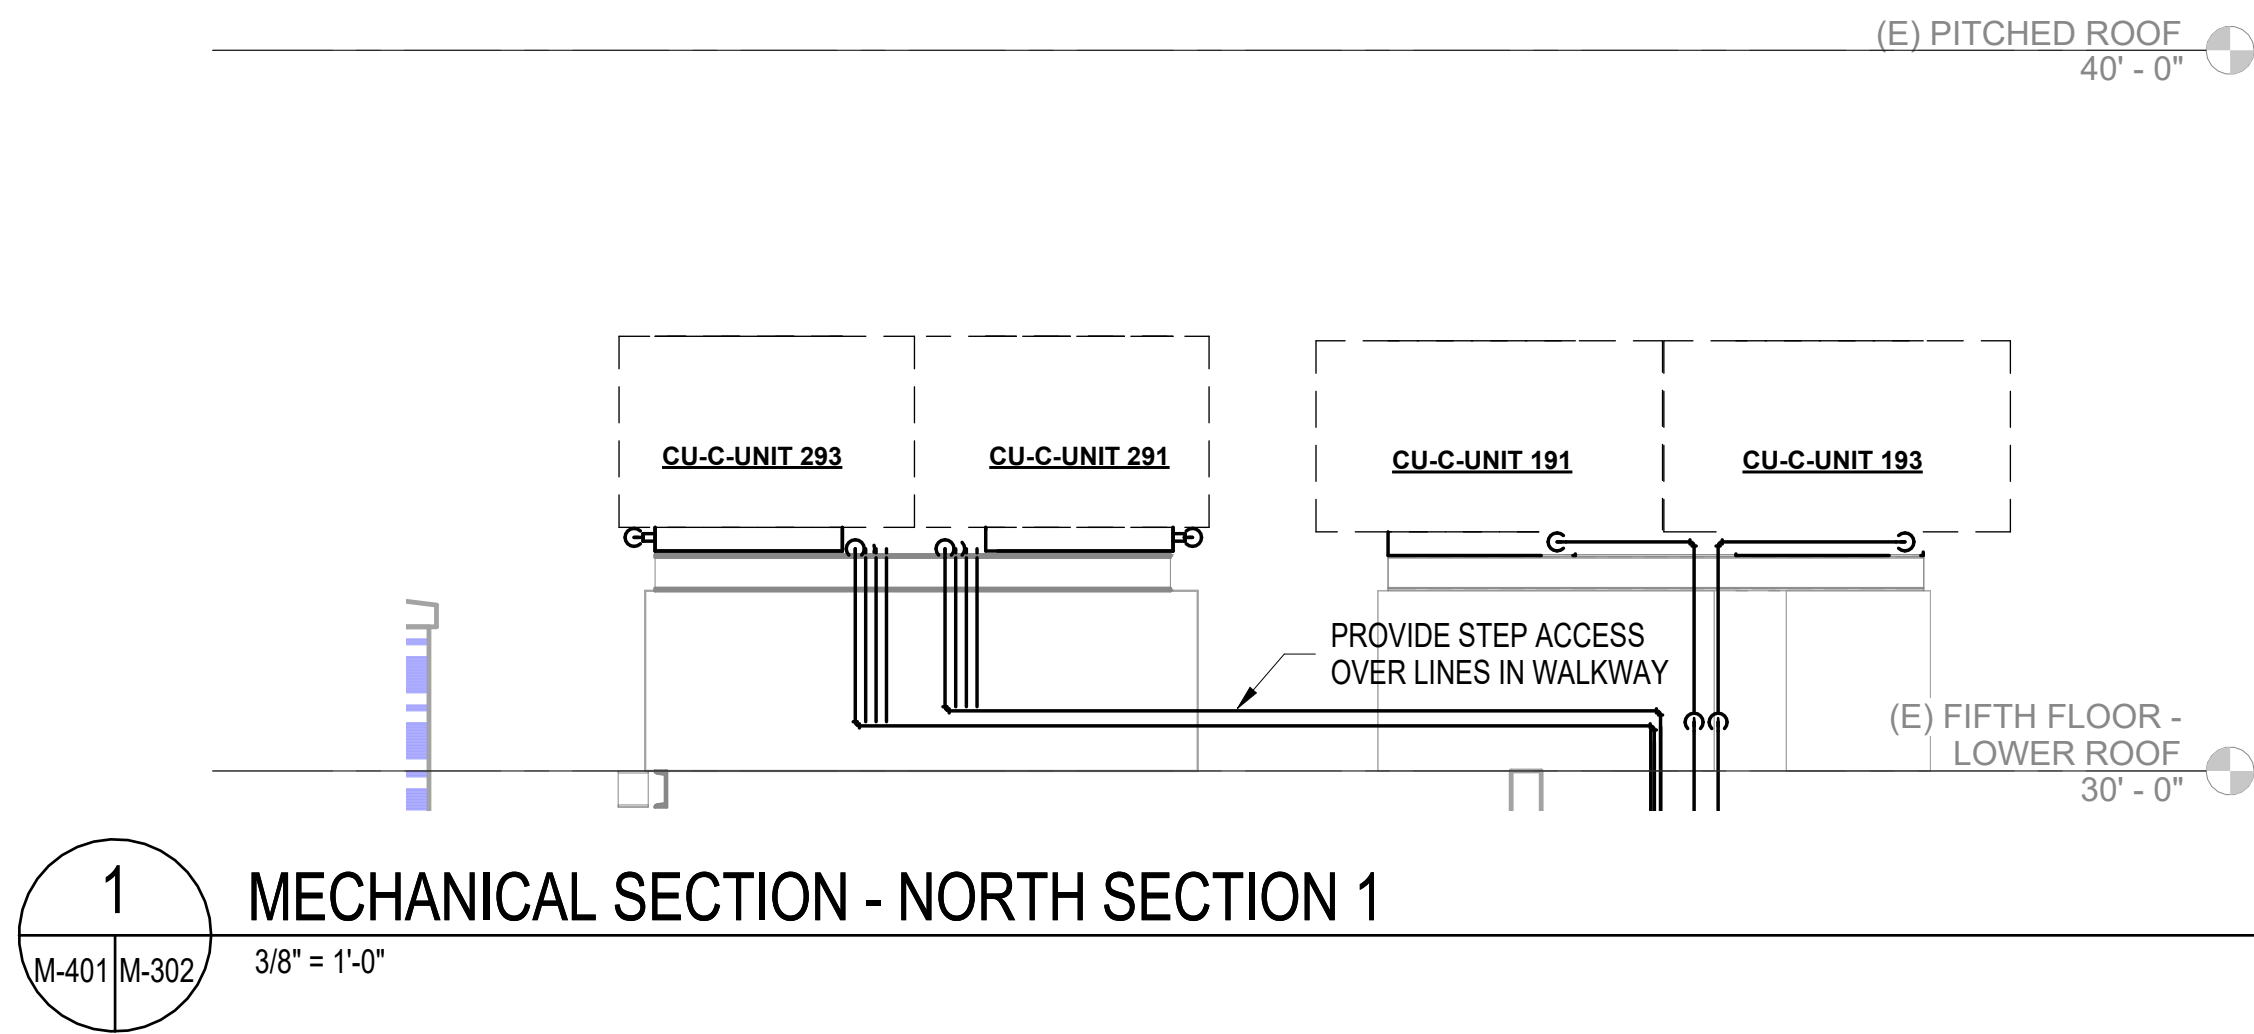 (E) PITCHED ROOF
40' - 0"
CU-C-UNIT 293
CU-C-UNIT 291
CU-C-UNIT 191
CU-C-UNIT 193
PROVIDE STEP ACCESS
OVER LINES IN WALKWAY
(E) FIFTH FLOOR -
LOWER ROOF
30' - 0"
1
MECHANICAL SECTION - NORTH SECTION 1
M-401 M-302
3/8" = 1'-0"